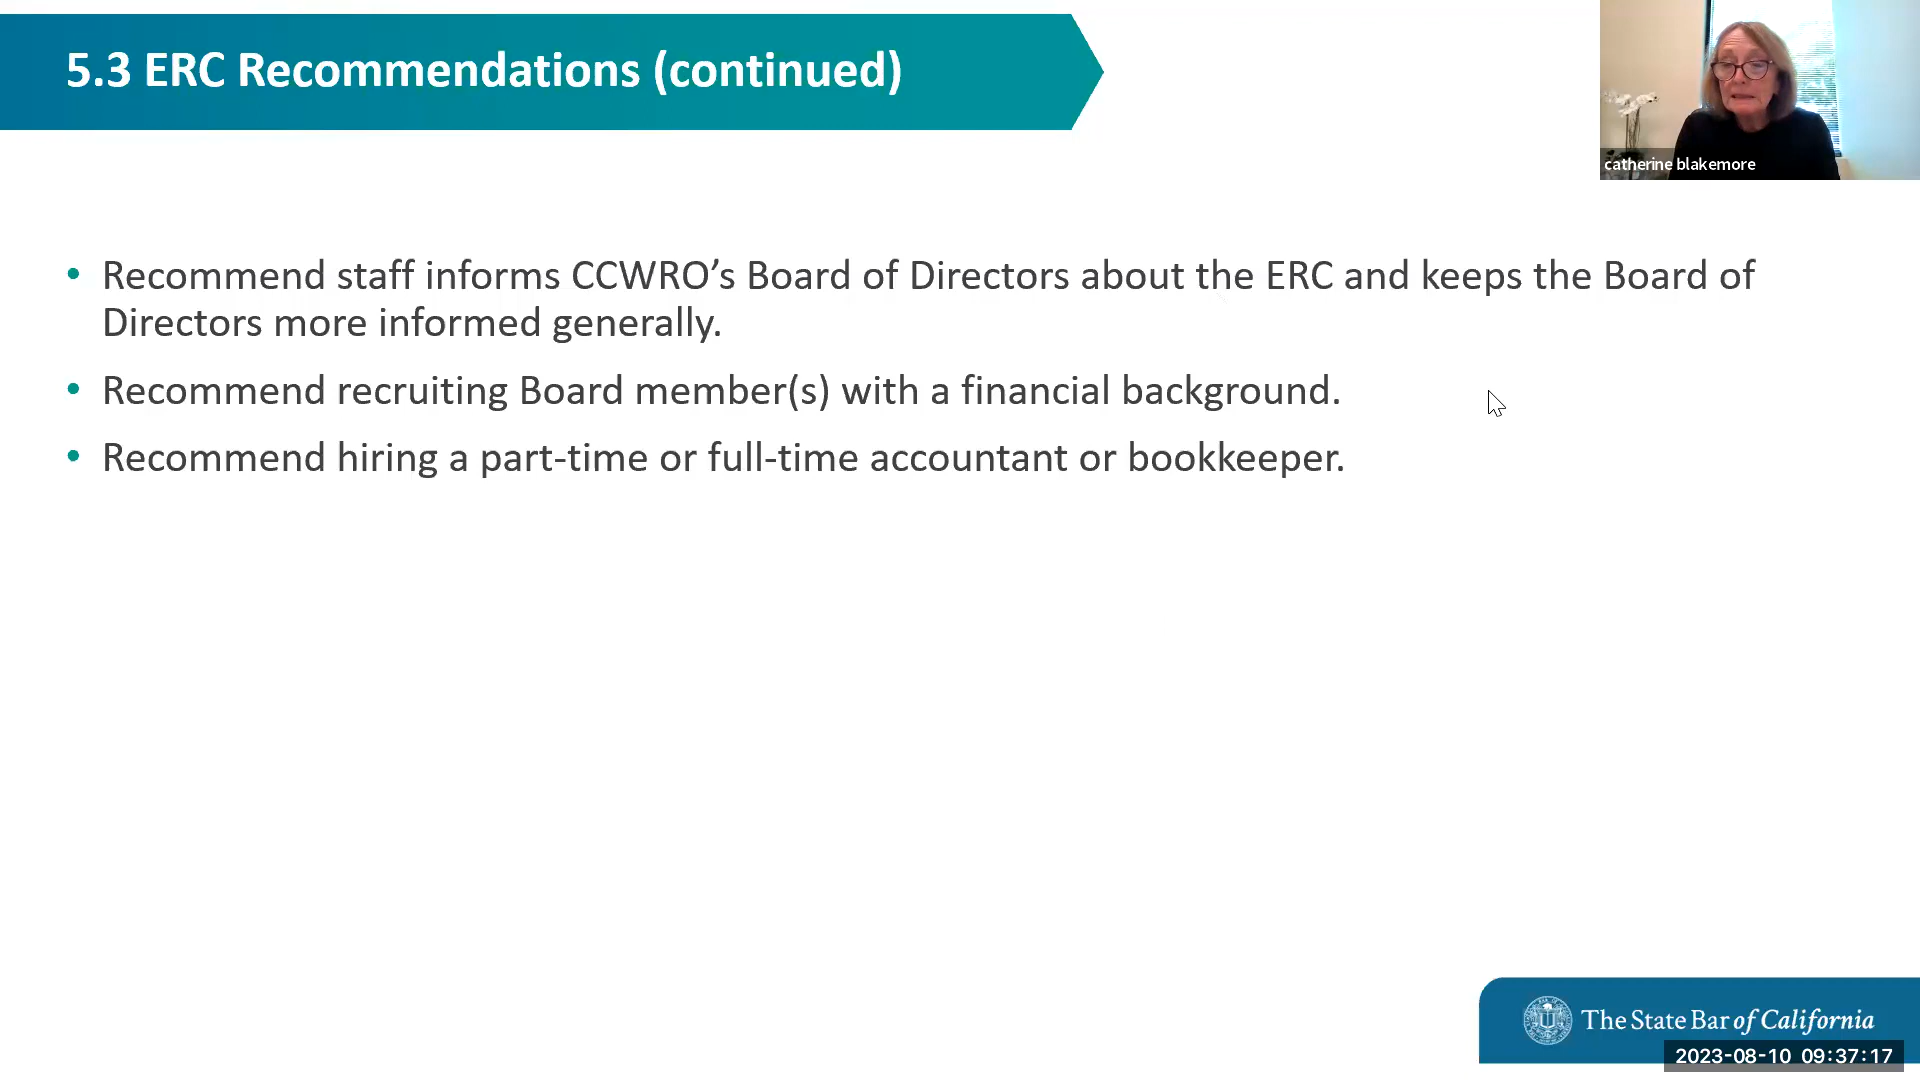 5.3 ERC Recommendations (continued)
catherine blakemore
• Recommend staff informs CCWRO’s Board of Directors about the ERC and keeps the Board of
Directors more informed generally.
• Recommend recruiting Board member(s) with a financial background.
• Recommend hiring a part-time or full-time accountant or bookkeeper.
The State Bar of California
2023-08-10 09:37:17